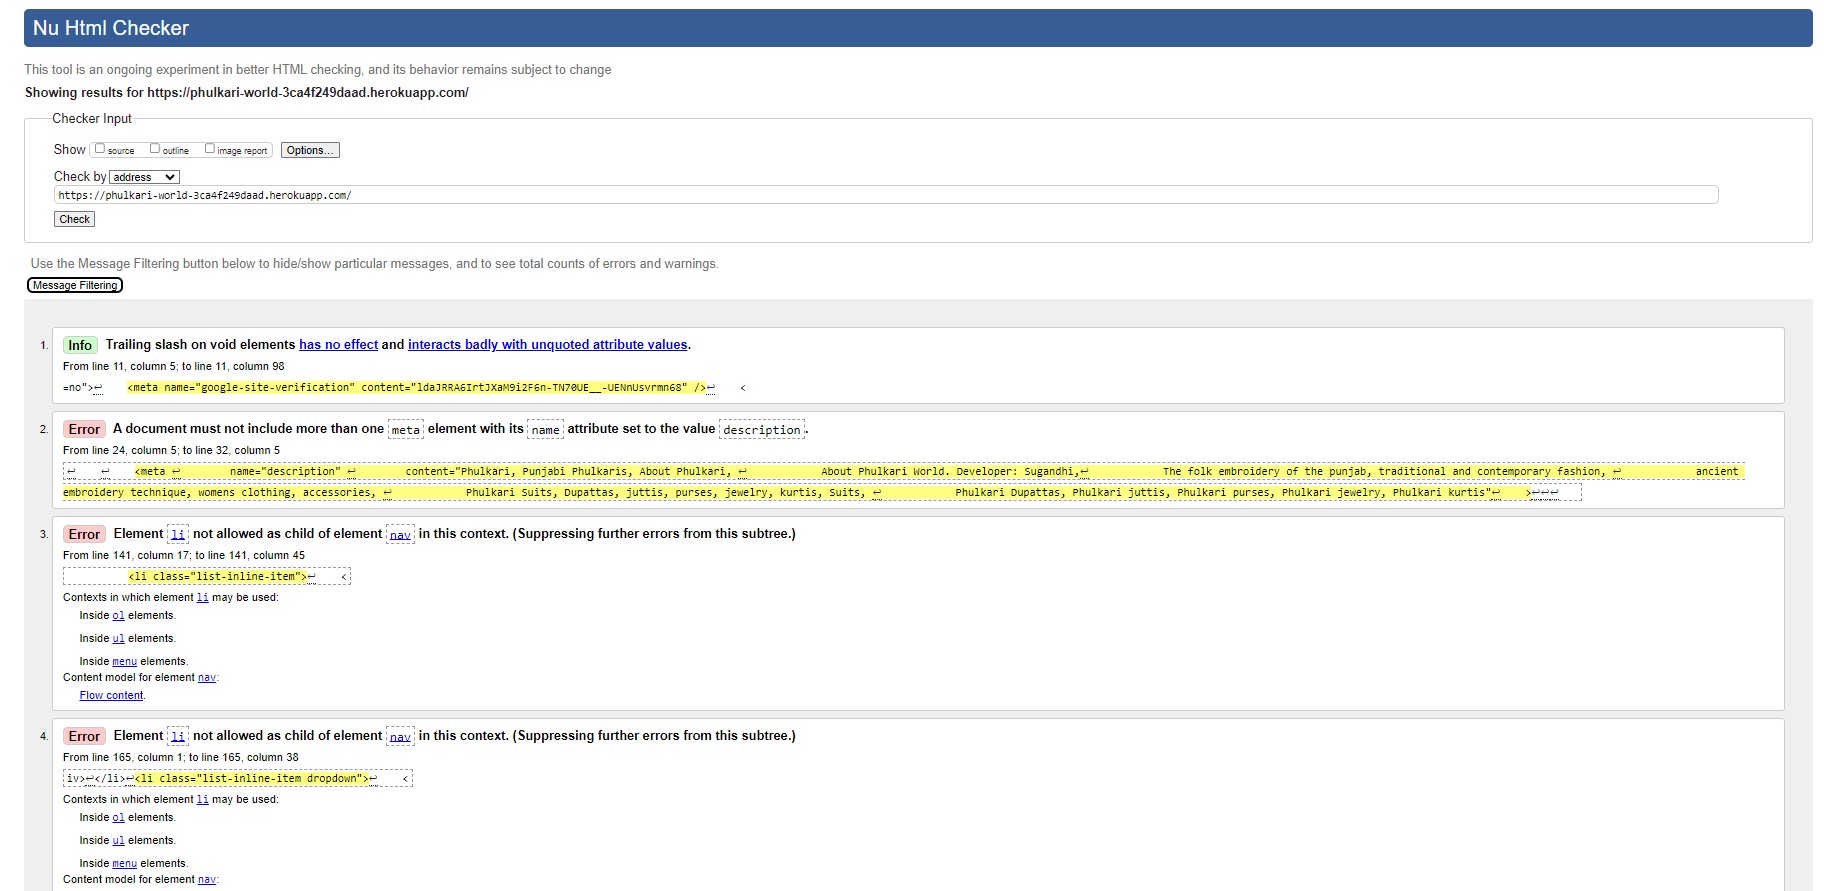 Nu Html Checker
This tool is an ongoing experiment in better HTML checking, and its behavior remains subject to change
Showing results for https://phulkari-world-3ca4f249daad.herokuapp.com/
Checker Input
Show source outline image report Options...
Check by address
https://phulkari-world-3ca4f249daad.herokuapp.com/
Check
Use the Message Filtering button below to hide/show particular messages, and to see total counts of errors and warnings.
Message Filtering
1. Info Trailing slash on void elements has no effect and interacts badly with unquoted attribute values.
From line 11, column 5; to line 11, column 98
=no">↩ <meta name="google-site-verification" content="ldaJRRA6IrtJXaM9i2F6n-TN70UE__-UENnUsvrmn68" />↩ <
2. Error A document must not include more than one meta element with its name attribute set to the value description.
From line 24, column 5; to line 32, column 5
↩ ↩ <meta ↩ name="description" ↩ content="Phulkari, Punjabi Phulkaris, About Phulkari, ↩ About Phulkari World. Developer: Sugandhi,↩ The folk embroidery of the punjab, traditional and contemporary fashion, ↩ ancient
embroidery technique, womens clothing, accessories, ↩ Phulkari Suits, Dupattas, juttis, purses, jewelry, kurtis, Suits, ↩ Phulkari Dupattas, Phulkari juttis, Phulkari purses, Phulkari jewelry, Phulkari kurtis"↩ >↩↩↩
3. Error Element li not allowed as child of element nav in this context. (Suppressing further errors from this subtree.)
From line 141, column 17; to line 141, column 45
<li class="list-inline-item">↩ <
Contexts in which element li may be used:
Inside ol elements.
Inside ul elements.
Inside menu elements.
Content model for element nav:
Flow content.
4. Error Element li not allowed as child of element nav in this context. (Suppressing further errors from this subtree.)
From line 165, column 1; to line 165, column 38
iv>↩</li>↩<li class="list-inline-item dropdown">↩ <
Contexts in which element li may be used:
Inside ol elements.
Inside ul elements.
Inside menu elements.
Content model for element nav: